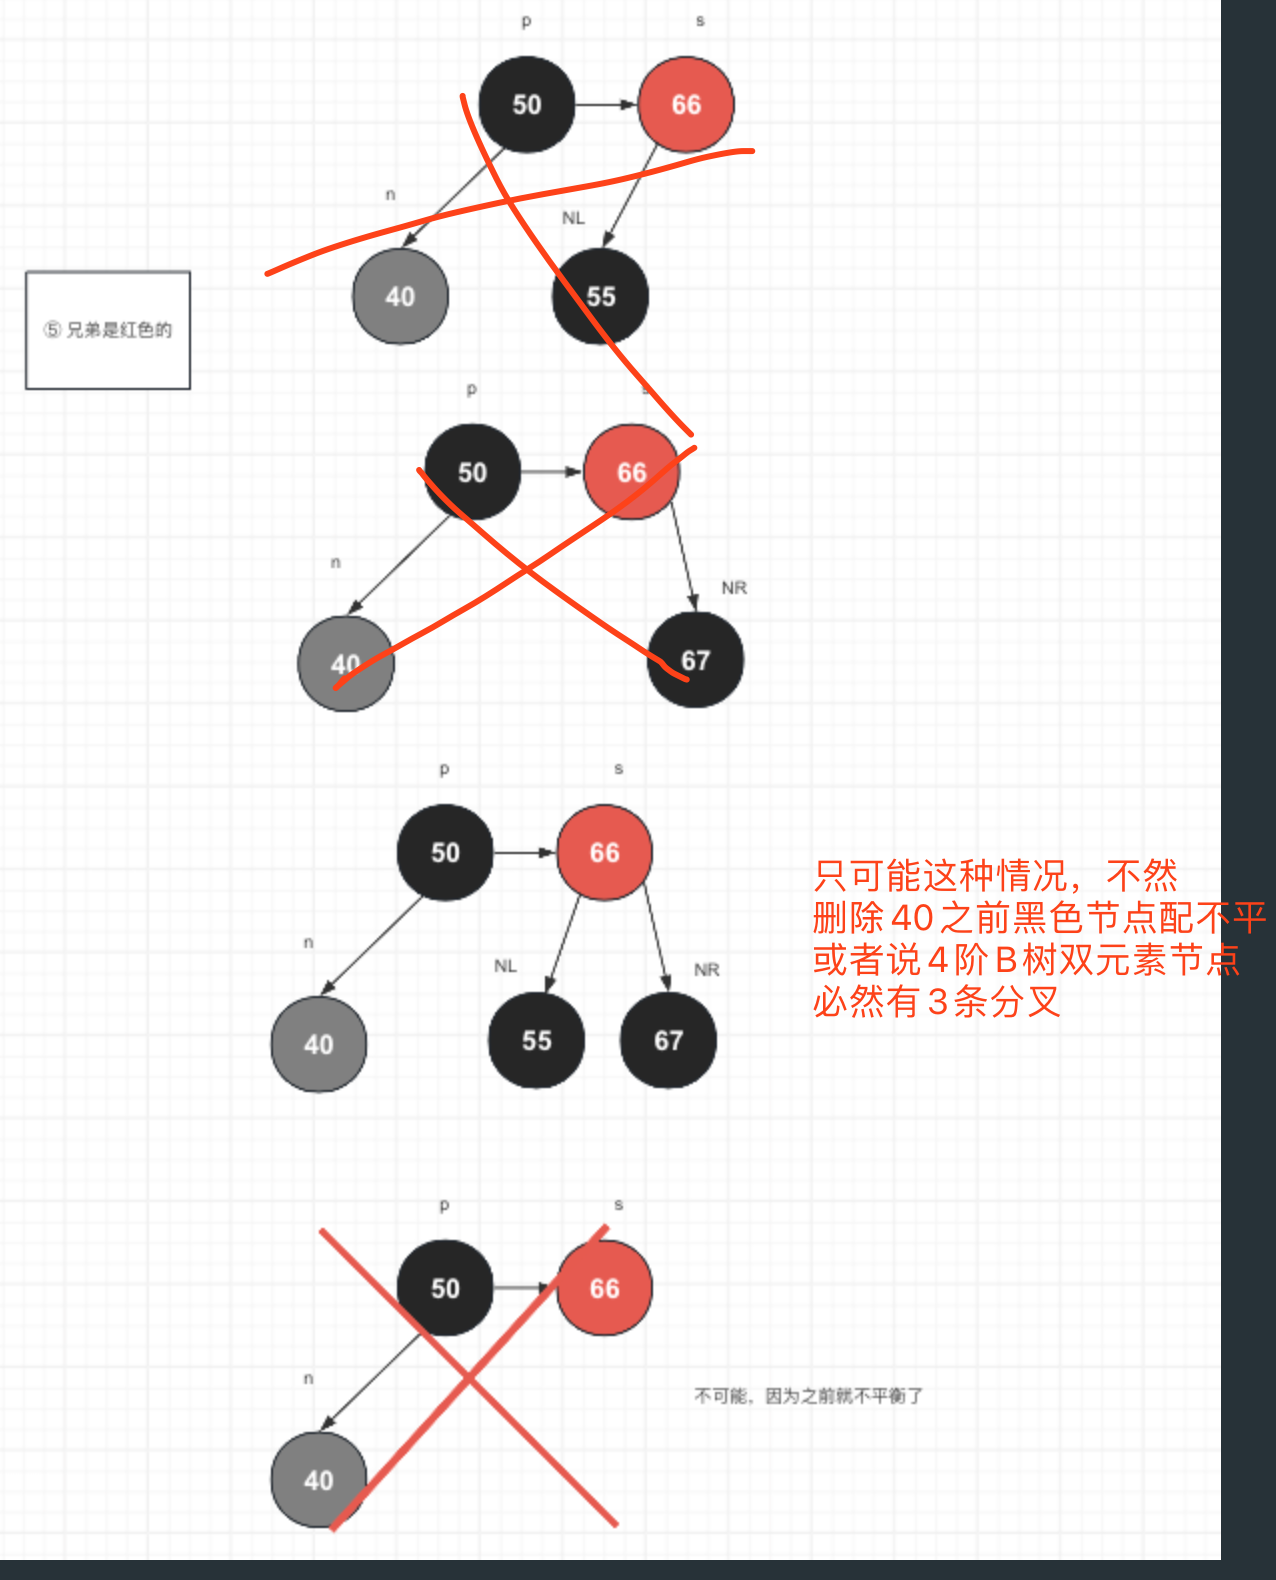 p s
50 66
n NL
40 55
⑤ 兄弟是红色的
p s
50 66
n NR
40 67
p s
50 66
n NL NR
40 55 67
只可能这种情况，不然
删除40之前黑色节点配不平
或者说4阶B树双元素节点
必然有3条分叉
p s
50 66
n
不可能，因为之前就不平衡了
40